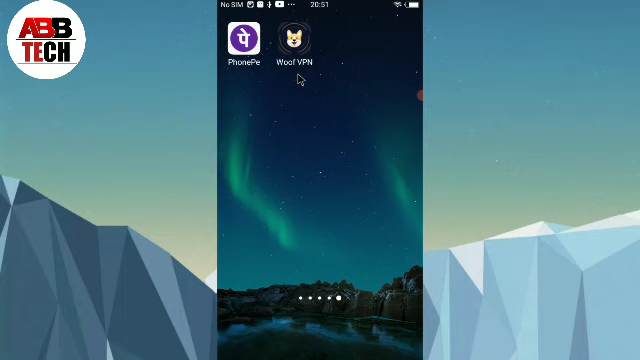 ABB
TECH
No SIM 20:51
पे
PhonePe Woof VPN